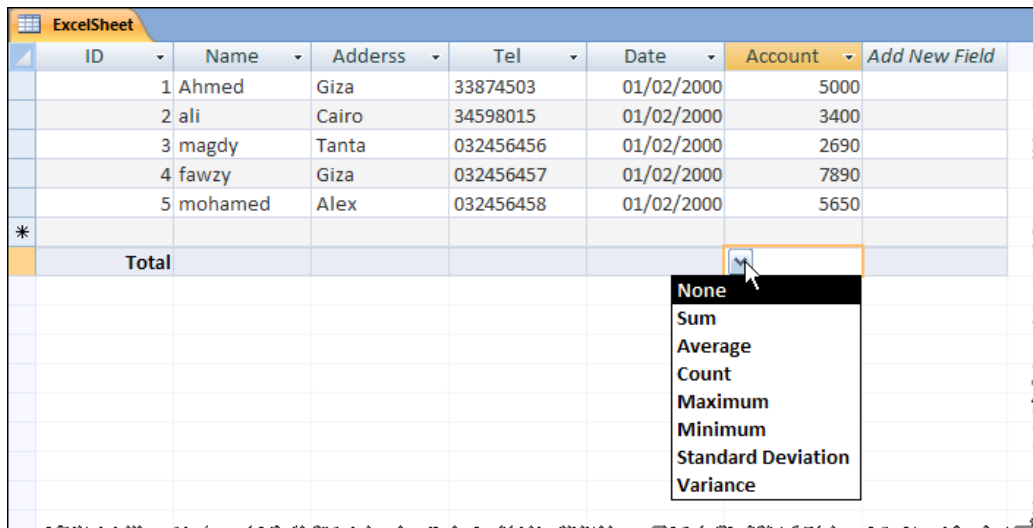 ExcelSheet
ID Name Adderss Tel Date Account Add New Field
1 Ahmed Giza 33874503 01/02/2000 5000
2 ali Cairo 34598015 01/02/2000 3400
3 magdy Tanta 032456456 01/02/2000 2690
4 fawzy Giza 032456457 01/02/2000 7890
5 mohamed Alex 032456458 01/02/2000 5650
Total
None
Sum
Average
Count
Maximum
Minimum
Standard Deviation
Variance